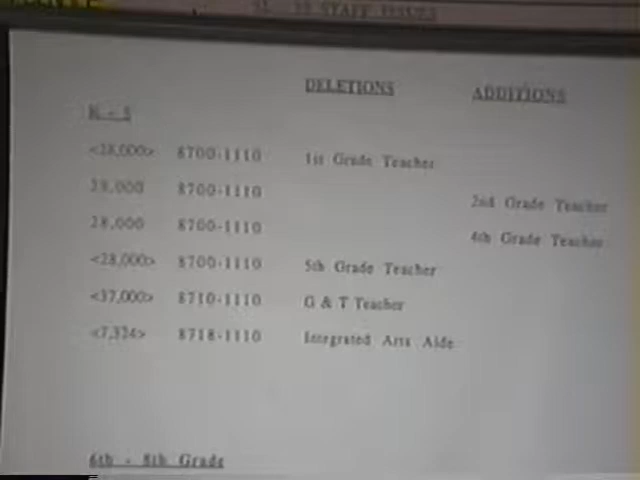 STAFF ISSUES
DELETIONS ADDITIONS
K - 5
<28,000> 8700-1110 1st Grade Teacher
28,000 8700-1110 2nd Grade Teacher
28,000 8700-1110 4th Grade Teacher
<28,000> 8700-1110 5th Grade Teacher
<37,000> 8710-1110 G & T Teacher
<7,324> 8718-1110 Integrated Arts Aide
6th - 8th Grade